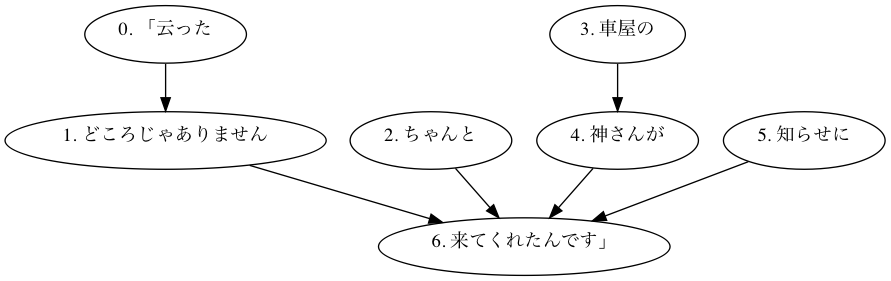 0. 「云った
3. 車屋の
1. どころじゃありません
2. ちゃんと
4. 神さんが
5. 知らせに
6. 来てくれたんです」